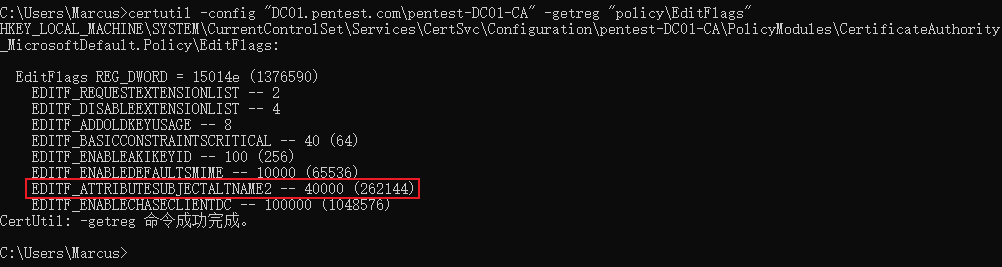 C:\Users\Marcus>certutil -config "DC01.pentest.com\pentest-DC01-CA" -getreg "policy\EditFlags"
HKEY_LOCAL_MACHINE\SYSTEM\CurrentControlSet\Services\CertSvc\Configuration\pentest-DC01-CA\PolicyModules\CertificateAuthority
_MicrosoftDefault.Policy\EditFlags:
EditFlags REG_DWORD = 15014e (1376590)
EDITF_REQUESTEXTENSIONLIST -- 2
EDITF_DISABLEEXTENSIONLIST -- 4
EDITF_ADDOLDKEYUSAGE -- 8
EDITF_BASICCONSTRAINTSCRITICAL -- 40 (64)
EDITF_ENABLEAKIKEYID -- 100 (256)
EDITF_ENABLEDEFAULTSMIME -- 10000 (65536)
EDITF_ATTRIBUTESUBJECTALTNAME2 -- 40000 (262144)
EDITF_ENABLECHASECLIENTDC -- 100000 (1048576)
CertUtil: -getreg 命令成功完成。
C:\Users\Marcus>